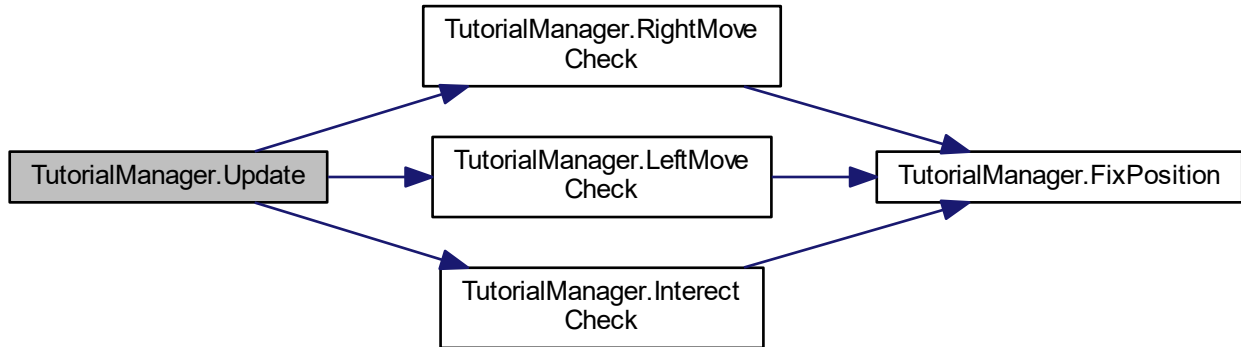 TutorialManager.RightMove
Check
TutorialManager.Update
TutorialManager.LeftMove
Check
TutorialManager.FixPosition
TutorialManager.Interect
Check